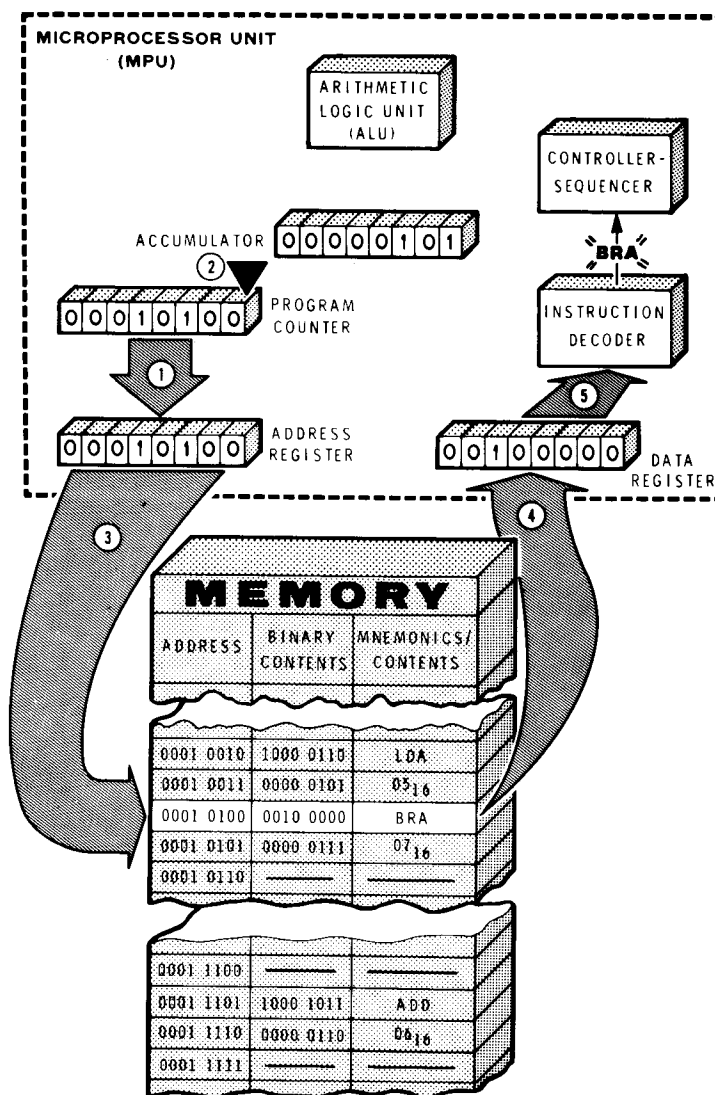 MICROPROCESSOR UNIT
(MPU)
ARITHMETIC
LOGIC UNIT
(ALU)
CONTROLLER-
SEQUENCER
ACCUMULATOR
0 0 0 0 0 1 0 1
BRA
2
PROGRAM
COUNTER
0 0 0 1 0 1 0 0
INSTRUCTION
DECODER
1
5
ADDRESS
REGISTER
0 0 0 1 0 1 0 0
0 0 1 0 0 0 0 0
DATA
REGISTER
3
4
MEMORY
ADDRESS BINARY CONTENTS MNEMONICS/ CONTENTS
0001 0010 1000 0110 LDA
0001 0011 0000 0101 05₁₆
0001 0100 0010 0000 BRA
0001 0101 0000 0111 07₁₆
0001 0110
0001 1100
0001 1101 1000 1011 ADD
0001 1110 0000 0110 06₁₆
0001 1111